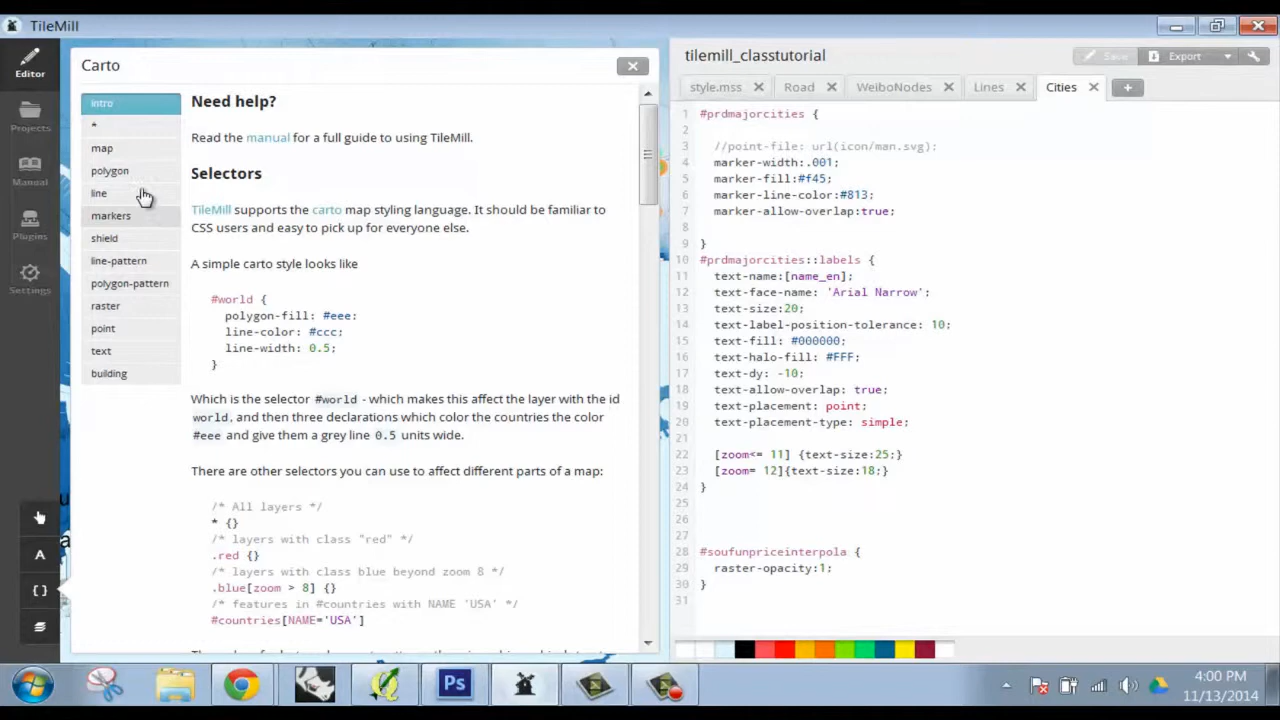 TileMill
Editor
Projects
Manual
Plugins
Settings
A
{ }
Carto
intro
*
map
polygon
line
markers
shield
line-pattern
polygon-pattern
raster
point
text
building
Need help?
Read the manual for a full guide to using TileMill.
Selectors
TileMill supports the carto map styling language. It should be familiar to
CSS users and easy to pick up for everyone else.
A simple carto style looks like
#world {
polygon-fill: #eee;
line-color: #ccc;
line-width: 0.5;
}
Which is the selector #world - which makes this affect the layer with the id
world, and then three declarations which color the countries the color
#eee and give them a grey line 0.5 units wide.
There are other selectors you can use to affect different parts of a map:
/* All layers */
* {}
/* layers with class "red" */
.red {}
/* layers with class blue beyond zoom 8 */
.blue[zoom > 8] {}
/* features in #countries with NAME 'USA' */
#countries[NAME='USA']
tilemill_classtutorial
Save
Export
style.mss
Road
WeiboNodes
Lines
Cities
+
1 #prdmajorcities {
2
3 //point-file: url(icon/man.svg);
4 marker-width:.001;
5 marker-fill:#f45;
6 marker-line-color:#813;
7 marker-allow-overlap:true;
8
9 }
10 #prdmajorcities::labels {
11 text-name:[name_en];
12 text-face-name: 'Arial Narrow';
13 text-size:20;
14 text-label-position-tolerance: 10;
15 text-fill: #000000;
16 text-halo-fill: #FFF;
17 text-dy: -10;
18 text-allow-overlap: true;
19 text-placement: point;
20 text-placement-type: simple;
21
22 [zoom<= 11] {text-size:25;}
23 [zoom= 12]{text-size:18;}
24 }
25
26
27
28 #soufunpriceinterpola {
29 raster-opacity:1;
30 }
31
Ps
4:00 PM
11/13/2014